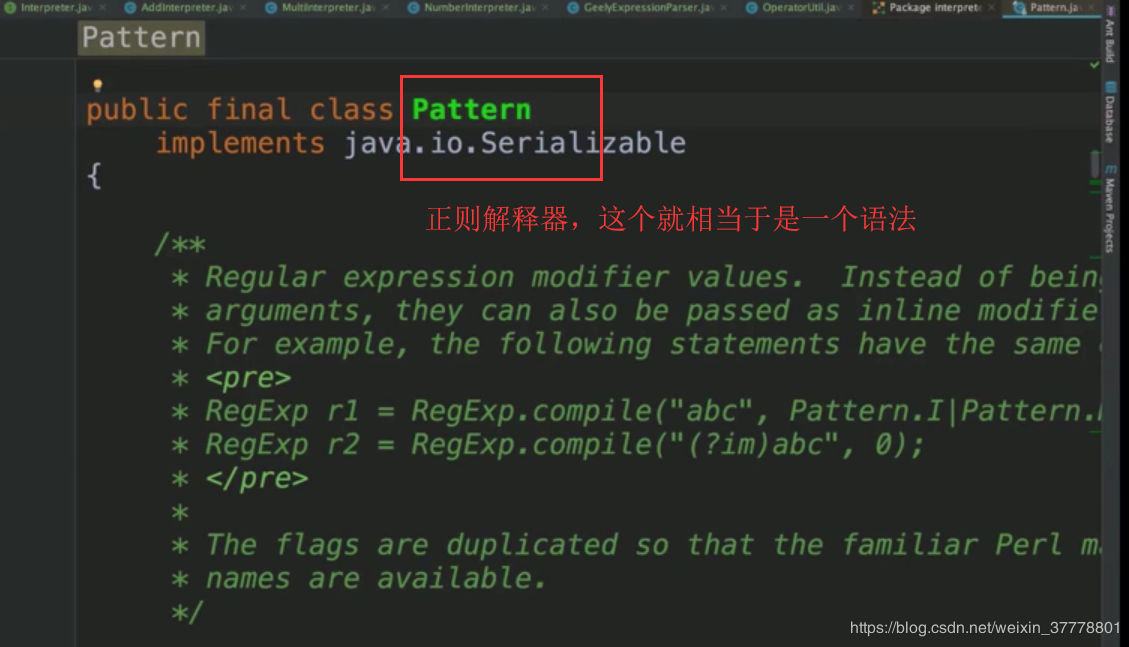 Interpreter.jav AddInterpreter.jav MultiInterpreter.jav NumberInterpreter.jav GeelyExpressionParser.jav OperatorUtil.jav Package interprete Pattern.ja
Pattern
Ant Build
Database
Maven Projects
public final class Pattern
implements java.io.Serializable
{
正则解释器，这个就相当于是一个语法
/**
* Regular expression modifier values. Instead of being
* arguments, they can also be passed as inline modifie
* For example, the following statements have the same
* <pre>
* RegExp r1 = RegExp.compile("abc", Pattern.I|Pattern.
* RegExp r2 = RegExp.compile("(?im)abc", 0);
* </pre>
*
* The flags are duplicated so that the familiar Perl ma
* names are available.
*/
https://blog.csdn.net/weixin_37778801